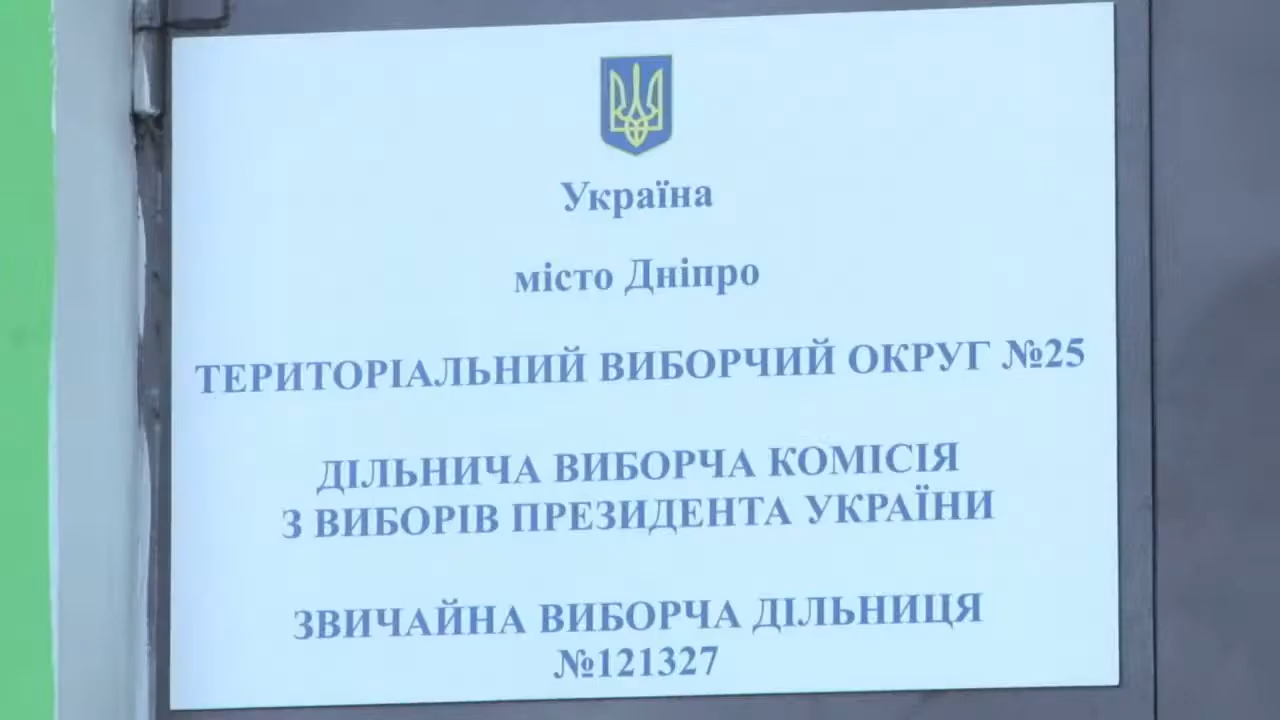 Україна
місто Дніпро
ТЕРИТОРІАЛЬНИЙ ВИБОРЧИЙ ОКРУГ №25
ДІЛЬНИЧА ВИБОРЧА КОМІСІЯ
З ВИБОРІВ ПРЕЗИДЕНТА УКРАЇНИ
ЗВИЧАЙНА ВИБОРЧА ДІЛЬНИЦЯ
№121327